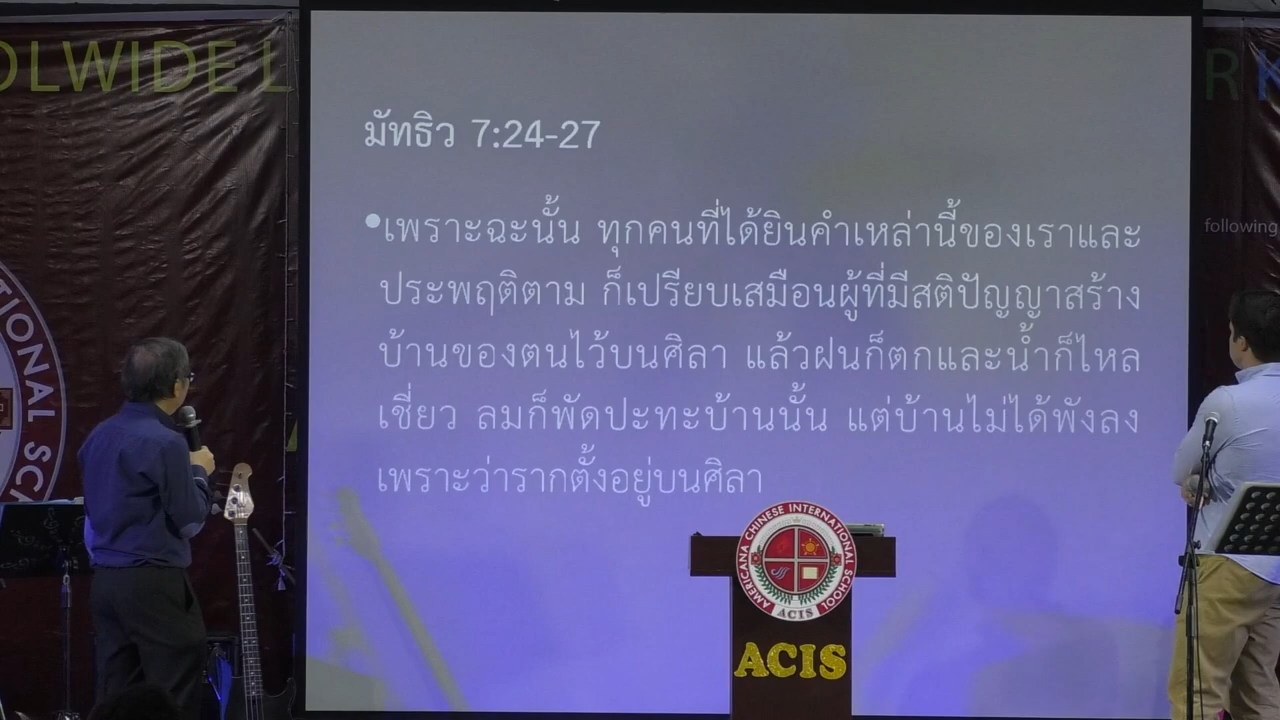 OLWIDE L
R K
มัทธิว 7:24-27
•เพราะฉะนั้น ทุกคนที่ได้ยินคำเหล่านี้ของเราและ
ประพฤติตาม ก็เปรียบเสมือนผู้ที่มีสติปัญญาสร้าง
บ้านของตนไว้บนศิลา แล้วฝนก็ตกและน้ำก็ไหล
เชี่ยว ลมก็พัดปะทะบ้านนั้น แต่บ้านไม่ได้พังลง
เพราะว่ารากตั้งอยู่บนศิลา
following
TIONAL SC
AMERICANA CHINESE INTERNATIONAL SCHOOL
ACIS
ACIS